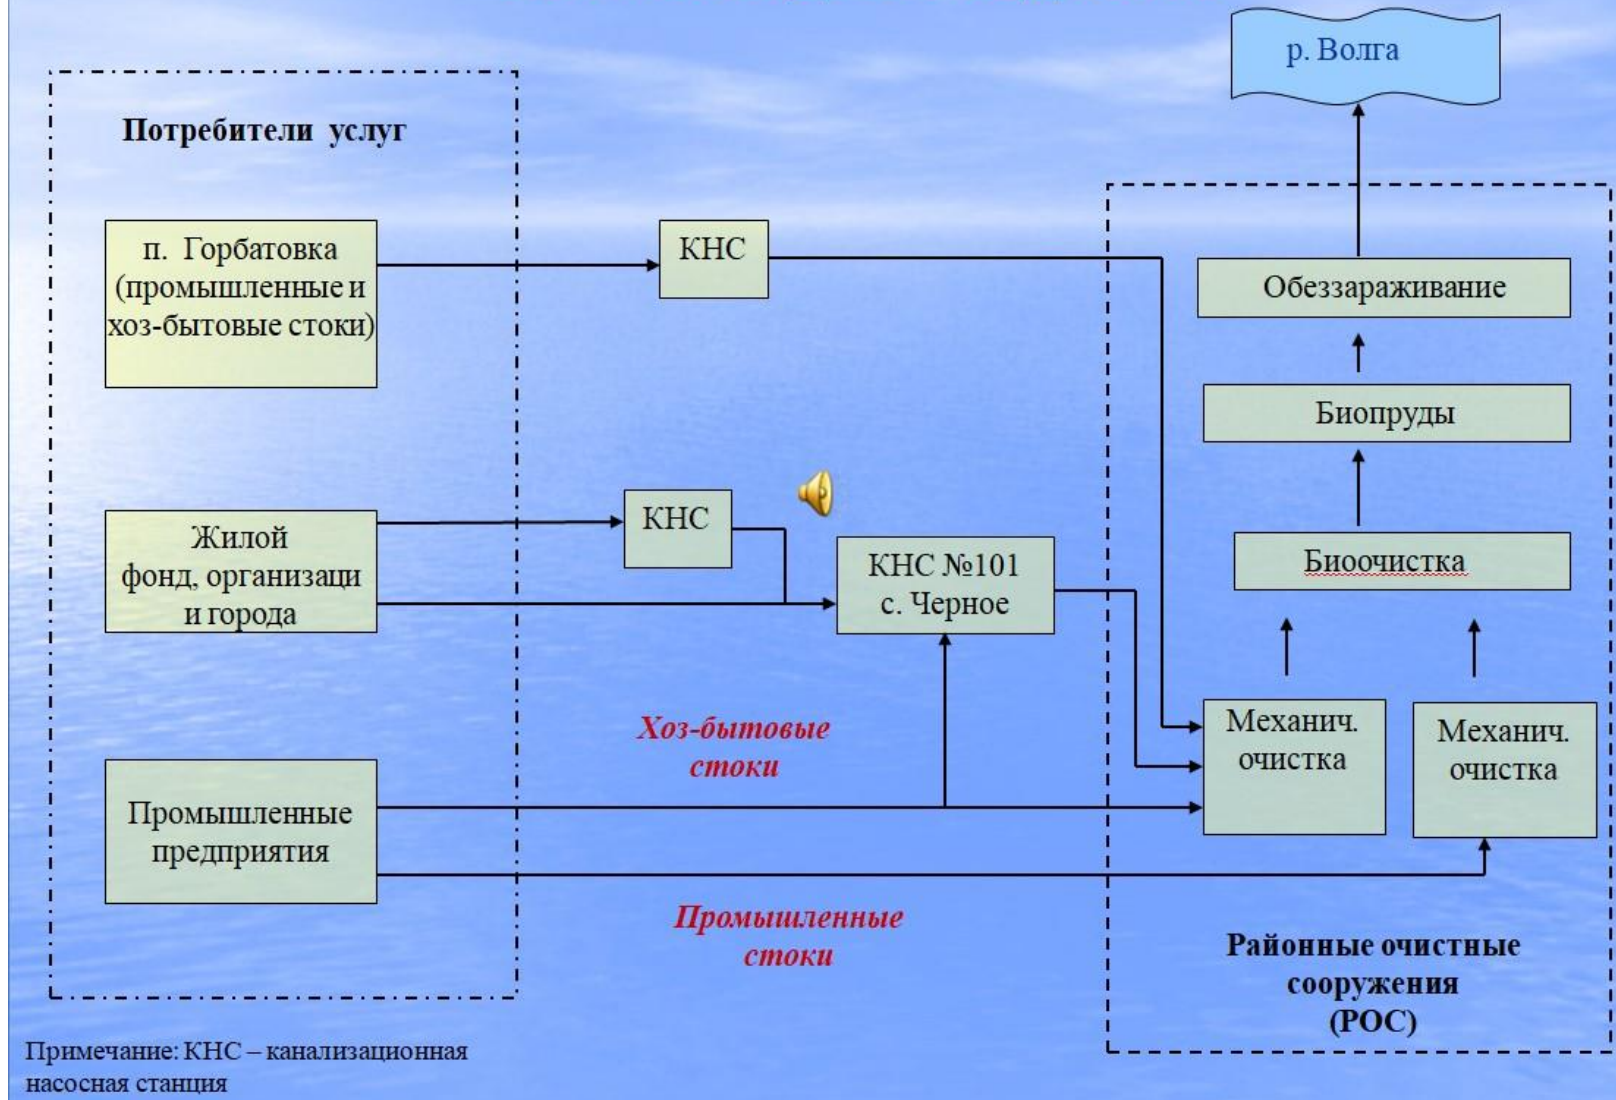 р. Волга
Потребители услуг
п. Горбатовка
(промышленные и
хоз-бытовые стоки)
КНС
Обеззараживание
Биопруды
Жилой
фонд, организаци
и города
КНС
КНС №101
с. Черное
Биоочистка
Хоз-бытовые
стоки
Механич.
очистка
Механич.
очистка
Промышленные
предприятия
Промышленные
стоки
Районные очистные
сооружения
(РОС)
Примечание: КНС – канализационная
насосная станция